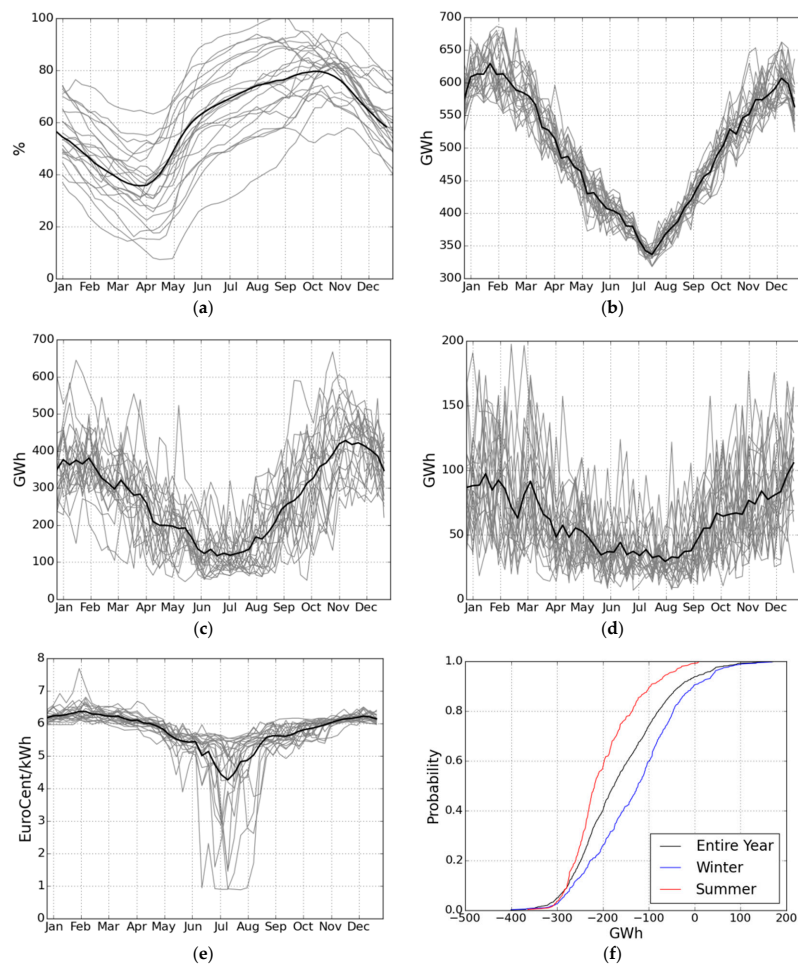 100
80
60
40
20
0
%
Jan Feb Mar Apr May Jun Jul Aug Sep Oct Nov Dec
(a)
700
650
600
550
500
450
400
350
300
GWh
Jan Feb Mar Apr May Jun Jul Aug Sep Oct Nov Dec
(b)
700
600
500
400
300
200
100
0
GWh
Jan Feb Mar Apr May Jun Jul Aug Sep Oct Nov Dec
(c)
200
150
100
50
0
GWh
Jan Feb Mar Apr May Jun Jul Aug Sep Oct Nov Dec
(d)
8
7
6
5
4
3
2
1
0
EuroCent/kWh
Jan Feb Mar Apr May Jun Jul Aug Sep Oct Nov Dec
(e)
1.0
0.8
0.6
0.4
0.2
0.0
Probability
Entire Year
Winter
Summer
−500 −400 −300 −200 −100 0 100 200
GWh
(f)